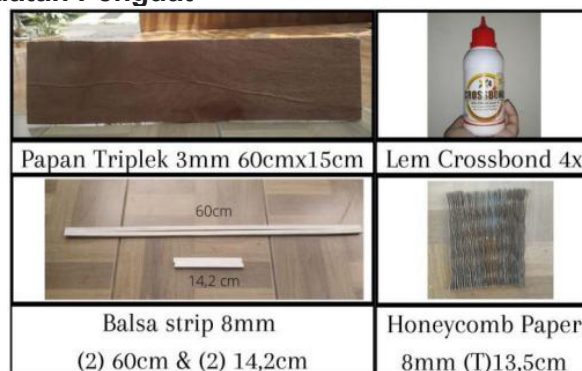 Papan Triplek 3mm 60cmx15cm
CROSSBOND
Lem Crossbond 4x
60cm
14,2 cm
Balsa strip 8mm
(2) 60cm & (2) 14,2cm
Honeycomb Paper
8mm (T)13,5cm